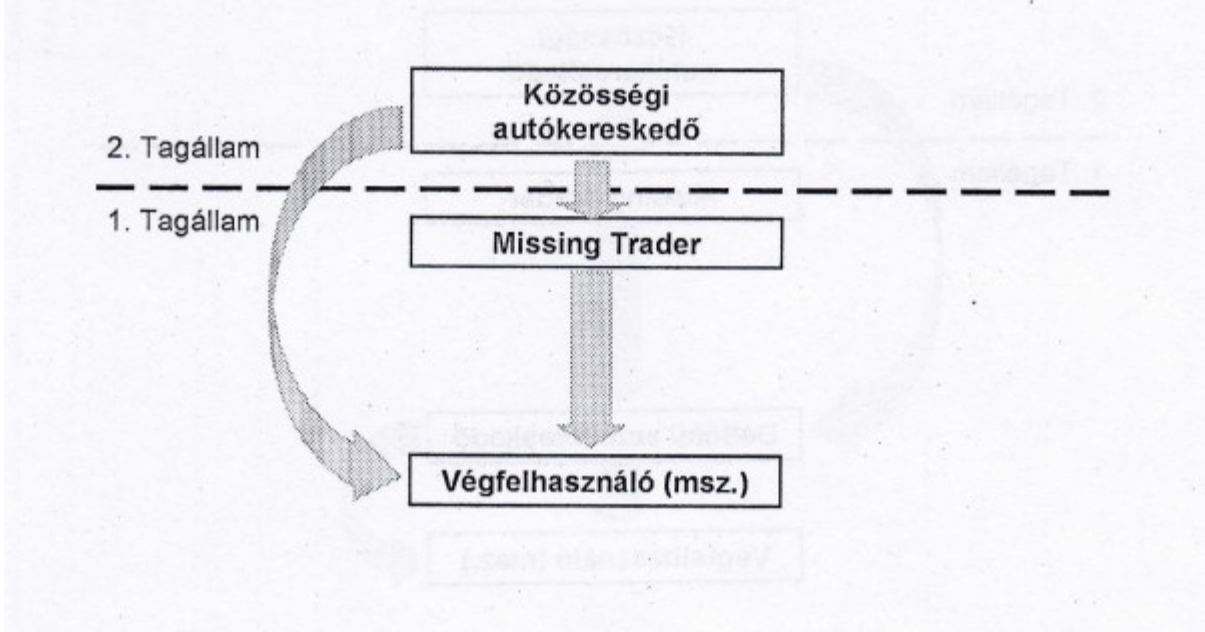 Közösségi
autókereskedő
2. Tagállam
1. Tagállam
Missing Trader
Végfelhasználó (msz.)